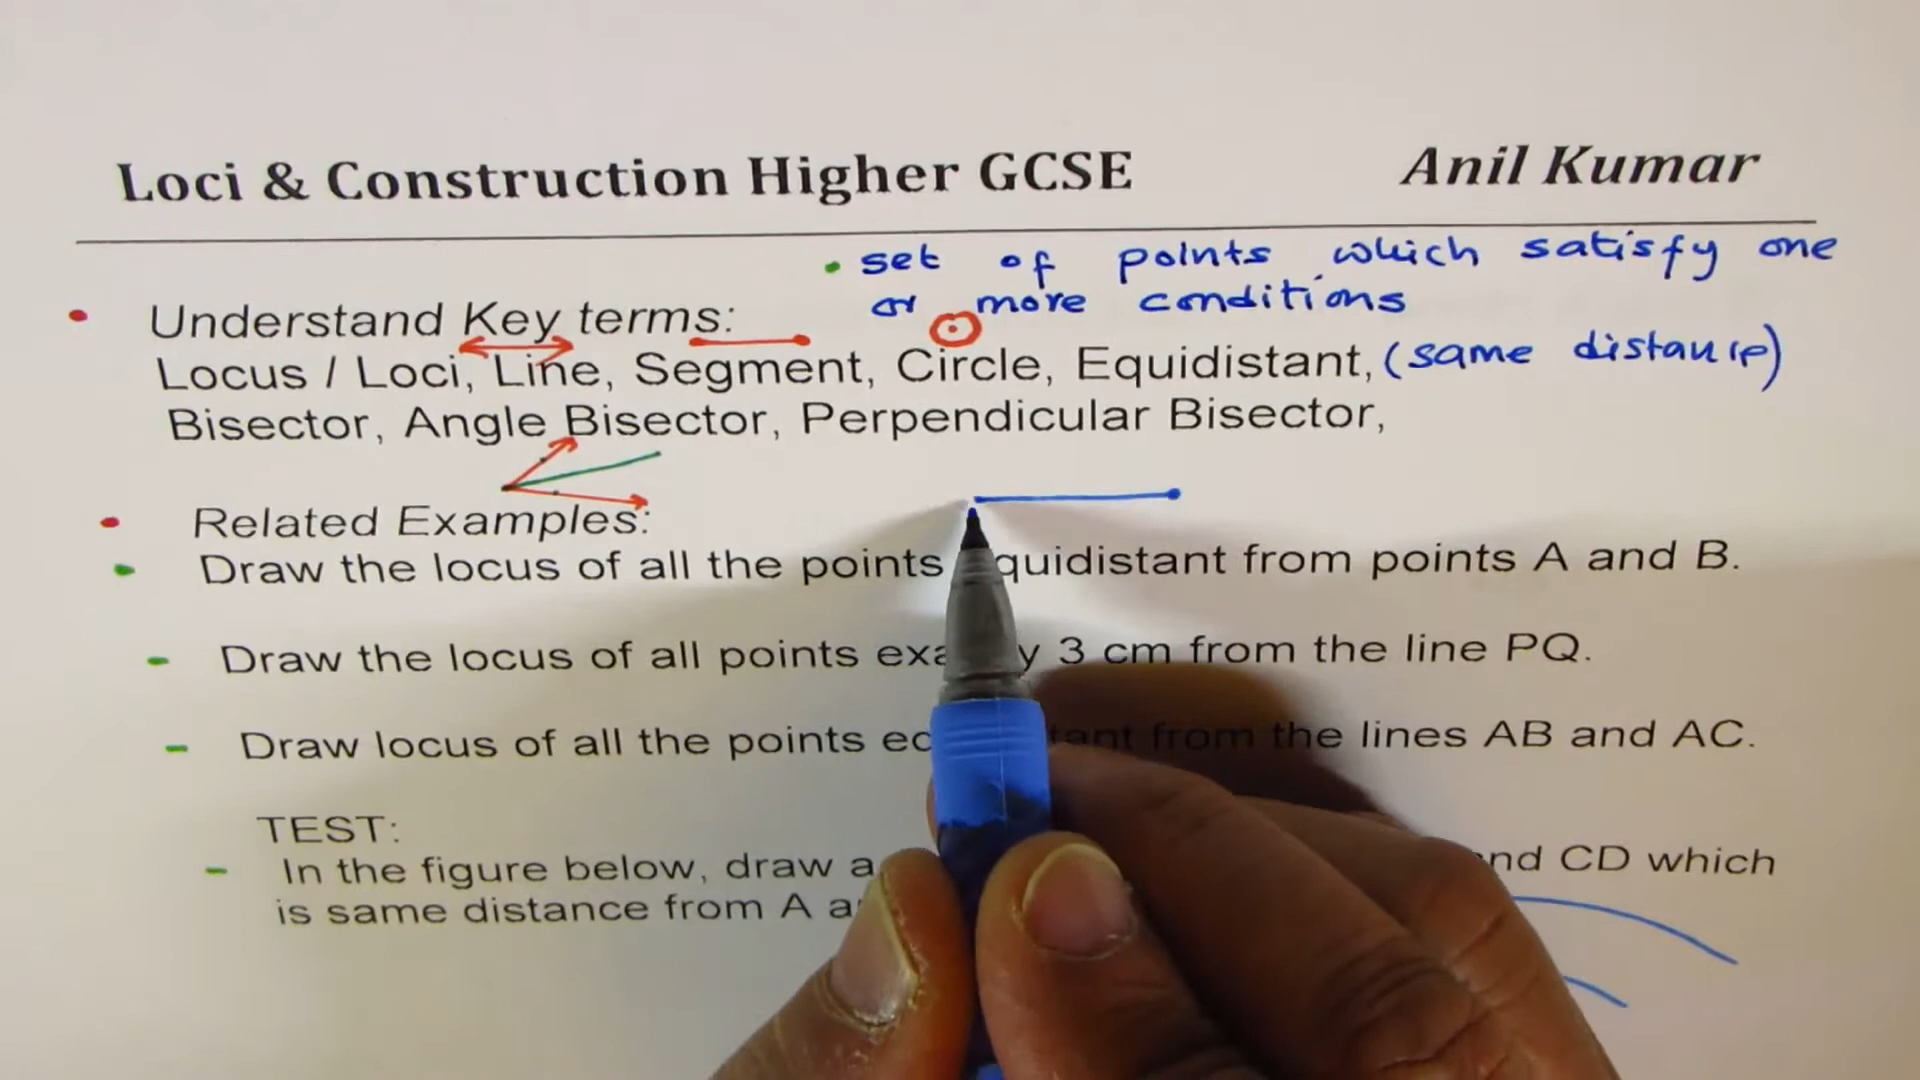 Loci & Construction Higher GCSE Anil Kumar
• set of points which satisfy one
or more conditions
• Understand Key terms:
Locus / Loci, Line, Segment, Circle, Equidistant, (same distance)
Bisector, Angle Bisector, Perpendicular Bisector,
• Related Examples:
• Draw the locus of all the points quidistant from points A and B.
- Draw the locus of all points exa y 3 cm from the line PQ.
- Draw locus of all the points ec tant from the lines AB and AC.
TEST:
- In the figure below, draw a nd CD which
is same distance from A a